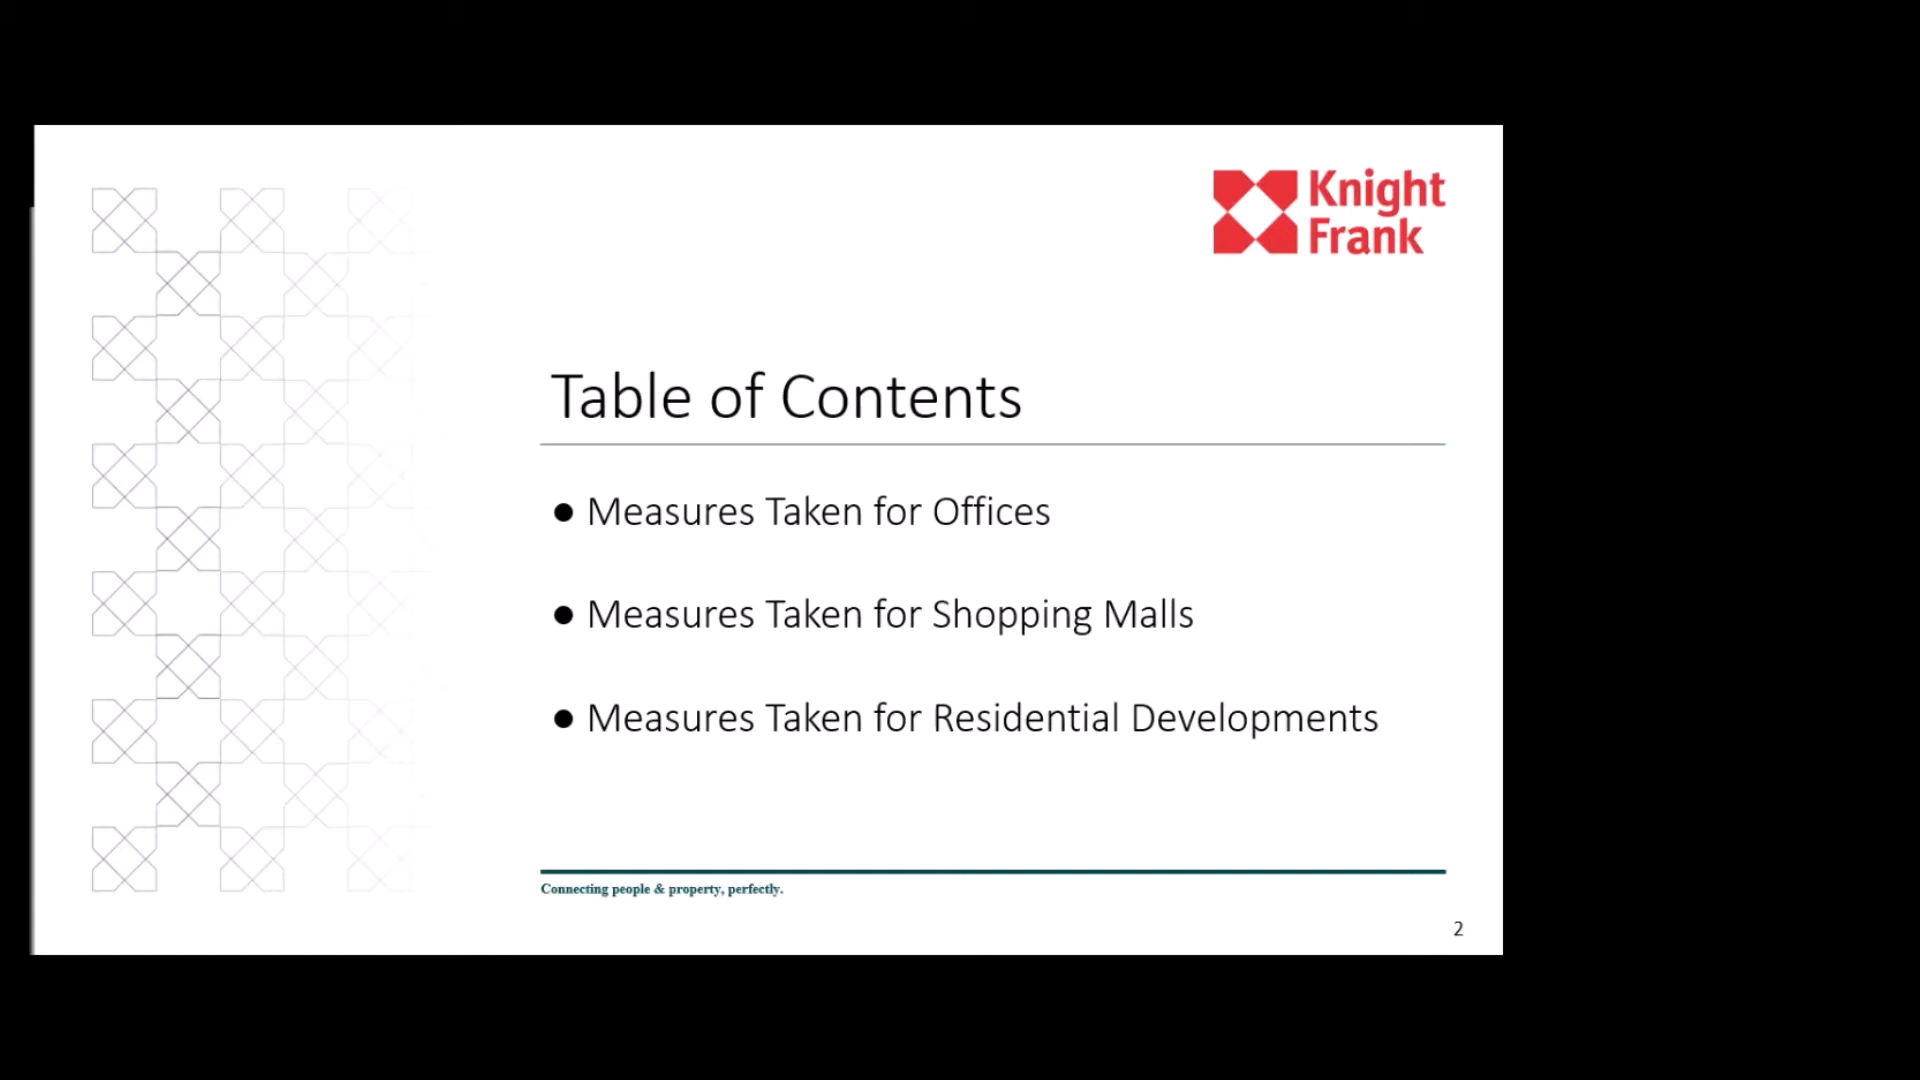 Knight
Frank
Table of Contents
● Measures Taken for Offices
● Measures Taken for Shopping Malls
● Measures Taken for Residential Developments
Connecting people & property, perfectly.
2